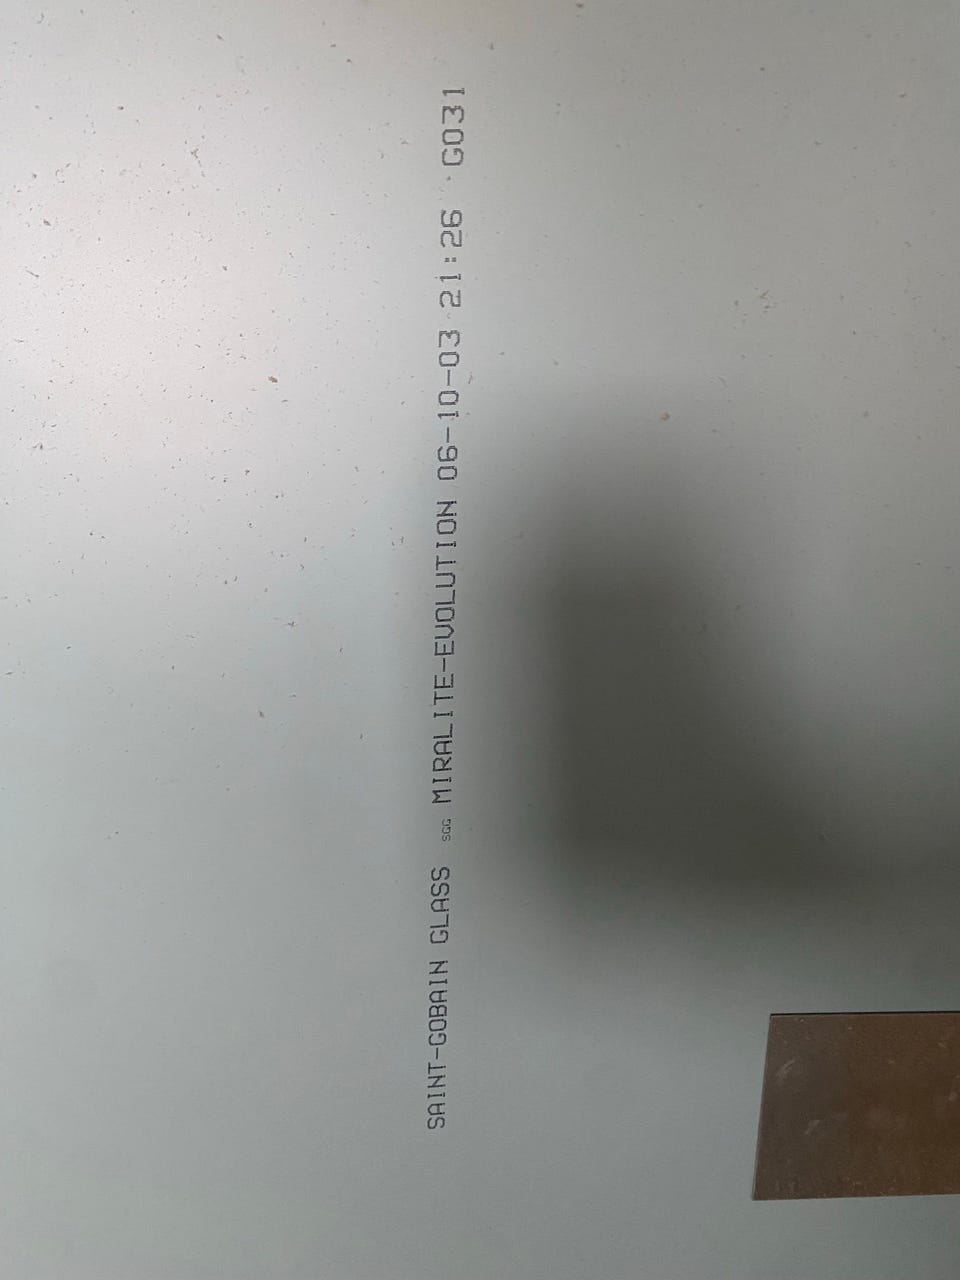 SAINT-GOBAIN GLASS SGG MIRALITE-EVOLUTION 06-10-03 21:26 G031